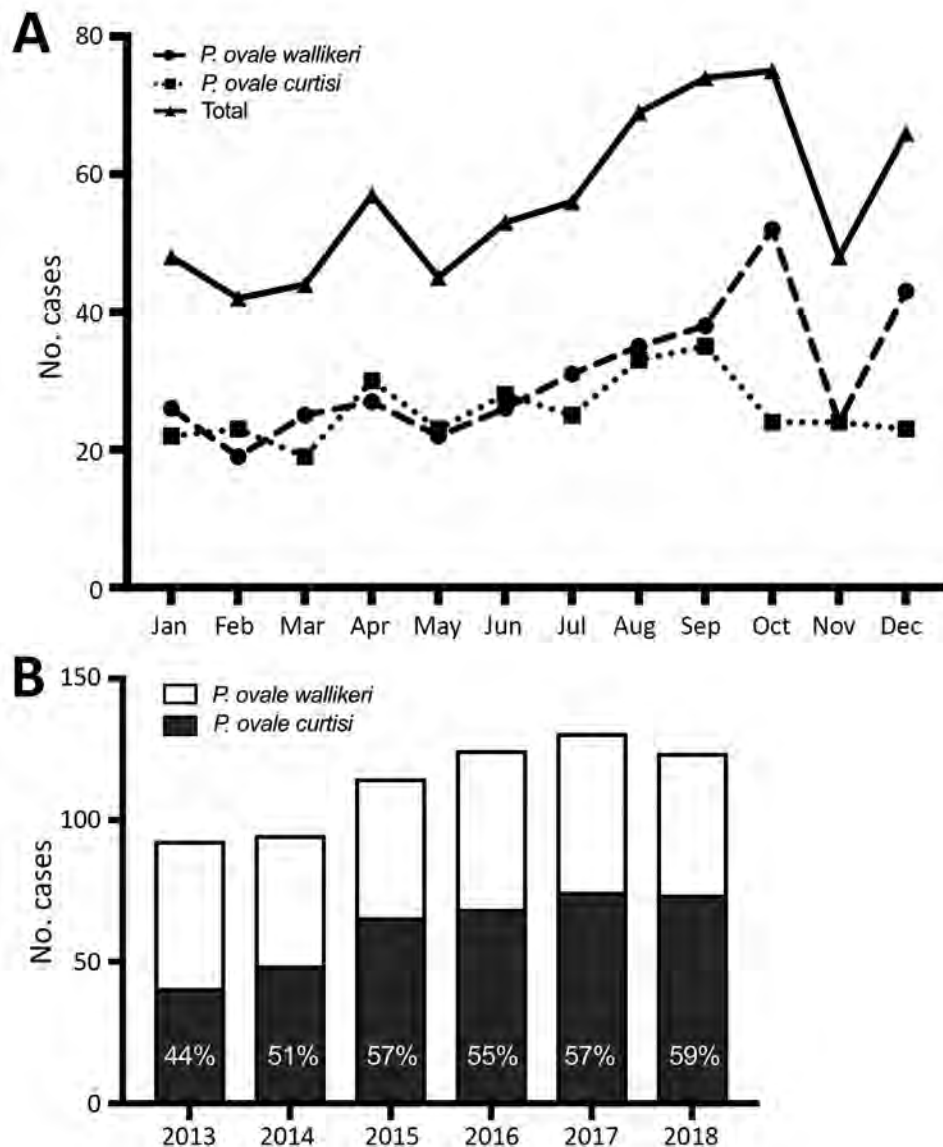 A
80
P. ovale wallikeri
P. ovale curtisi
Total
60
No. cases
40
20
0
Jan Feb Mar Apr May Jun Jul Aug Sep Oct Nov Dec
B
150
P. ovale wallikeri
P. ovale curtisi
100
No. cases
50
44% 51% 57% 55% 57% 59%
0
2013 2014 2015 2016 2017 2018